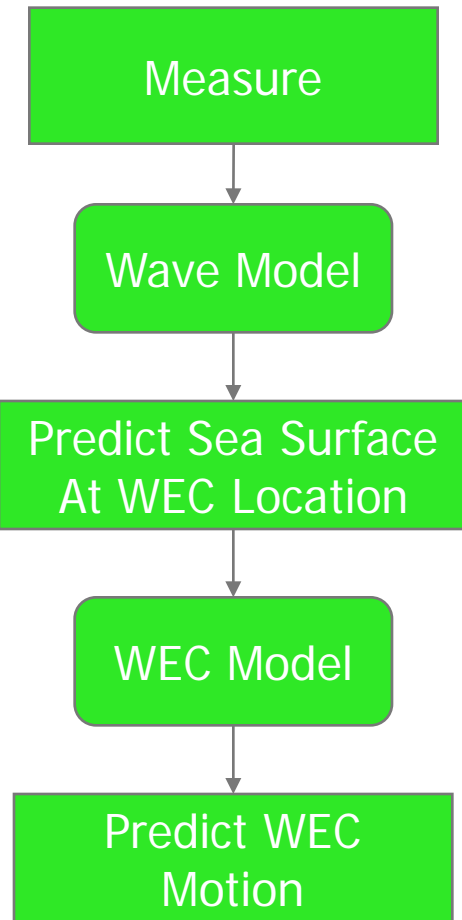 Measure
Wave Model
Predict Sea Surface
At WEC Location
WEC Model
Predict WEC
Motion